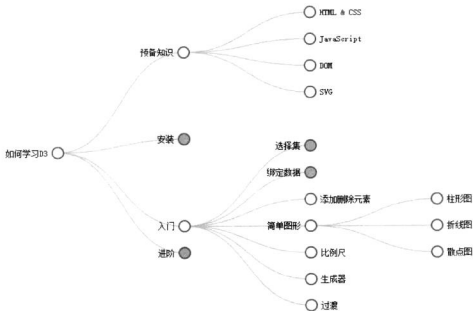 如何学习D3
预备知识
HTML & CSS
JavaScript
DOM
SVG
安装
入门
选择集
绑定数据
添加删除元素
简单图形
柱形图
折线图
散点图
比例尺
生成器
过渡
进阶